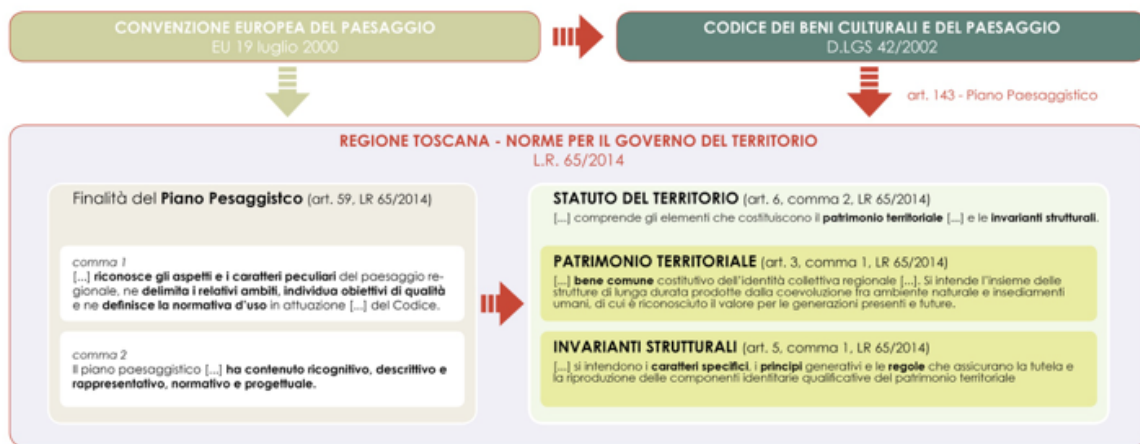 CONVENZIONE EUROPEA DEL PAESAGGIO
EU 19 luglio 2000
CODICE DEI BENI CULTURALI E DEL PAESAGGIO
D.LGS 42/2002
art. 143 - Piano Paesaggistico
REGIONE TOSCANA - NORME PER IL GOVERNO DEL TERRITORIO
L.R. 65/2014
Finalità del Piano Pesaggistco (art. 59, LR 65/2014)
comma 1
[...] riconosce gli aspetti e i caratteri peculiari del paesaggio re-
gionale, ne delimita i relativi ambiti, individua obiettivi di qualità
e ne definisce la normativa d'uso in attuazione [...] del Codice.
comma 2
Il piano paesaggistico [...] ha contenuto ricognitivo, descrittivo e
rappresentativo, normativo e progettuale.
STATUTO DEL TERRITORIO (art. 6, comma 2, LR 65/2014)
[...] comprende gli elementi che costituiscono il patrimonio territoriale [...] e le invarianti strutturali.
PATRIMONIO TERRITORIALE (art. 3, comma 1, LR 65/2014)
[...] bene comune costitutivo dell'identità collettiva regionale [...]. Si intende l'insieme delle
strutture di lunga durata prodotte dalla coevoluzione fra ambiente naturale e insediamenti
umani, di cui è riconosciuto il valore per le generazioni presenti e future.
INVARIANTI STRUTTURALI (art. 5, comma 1, LR 65/2014)
[...] si intendono i caratteri specifici, i principi generativi e le regole che assicurano la tutela e
la riproduzione delle componenti identitarie qualificative del patrimonio territoriale